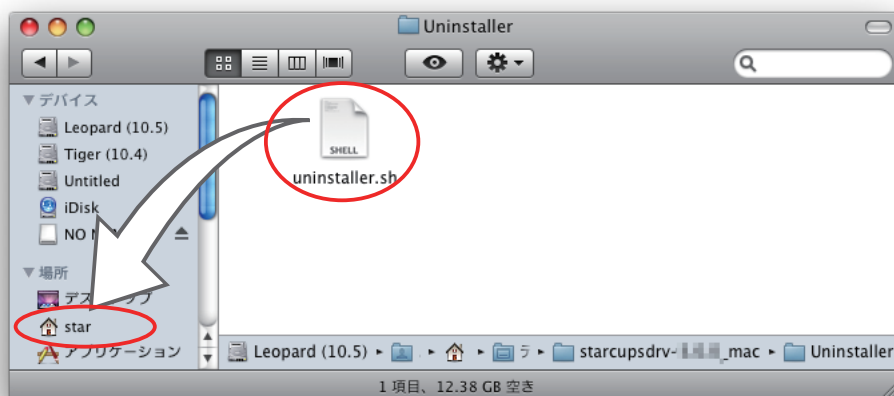 Uninstaller
デバイス
Leopard (10.5)
Tiger (10.4)
Untitled
iDisk
NO
場所
star
アプリケーション
SHELL
uninstaller.sh
Leopard (10.5) ▸ ▸ ▸ ラ ▸ starcupsdrv- _mac ▸ Uninstaller
1 項目、12.38 GB 空き